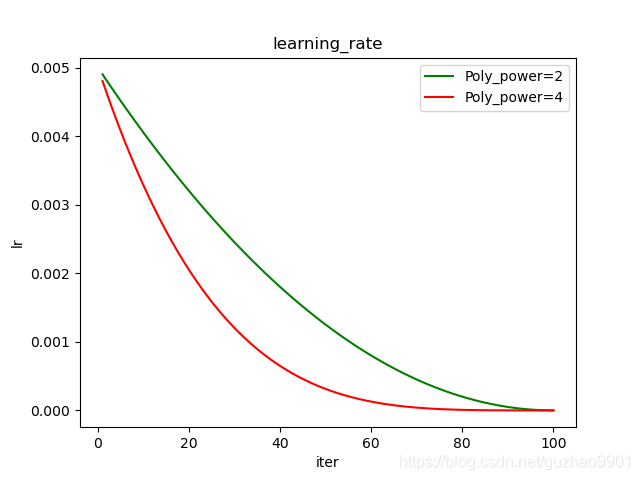 learning_rate
Poly_power=2
Poly_power=4
0.005
0.004
0.003
0.002
0.001
0.000
lr
0 20 40 60 80 100
iter
https://blog.csdn.net/guzhao9901